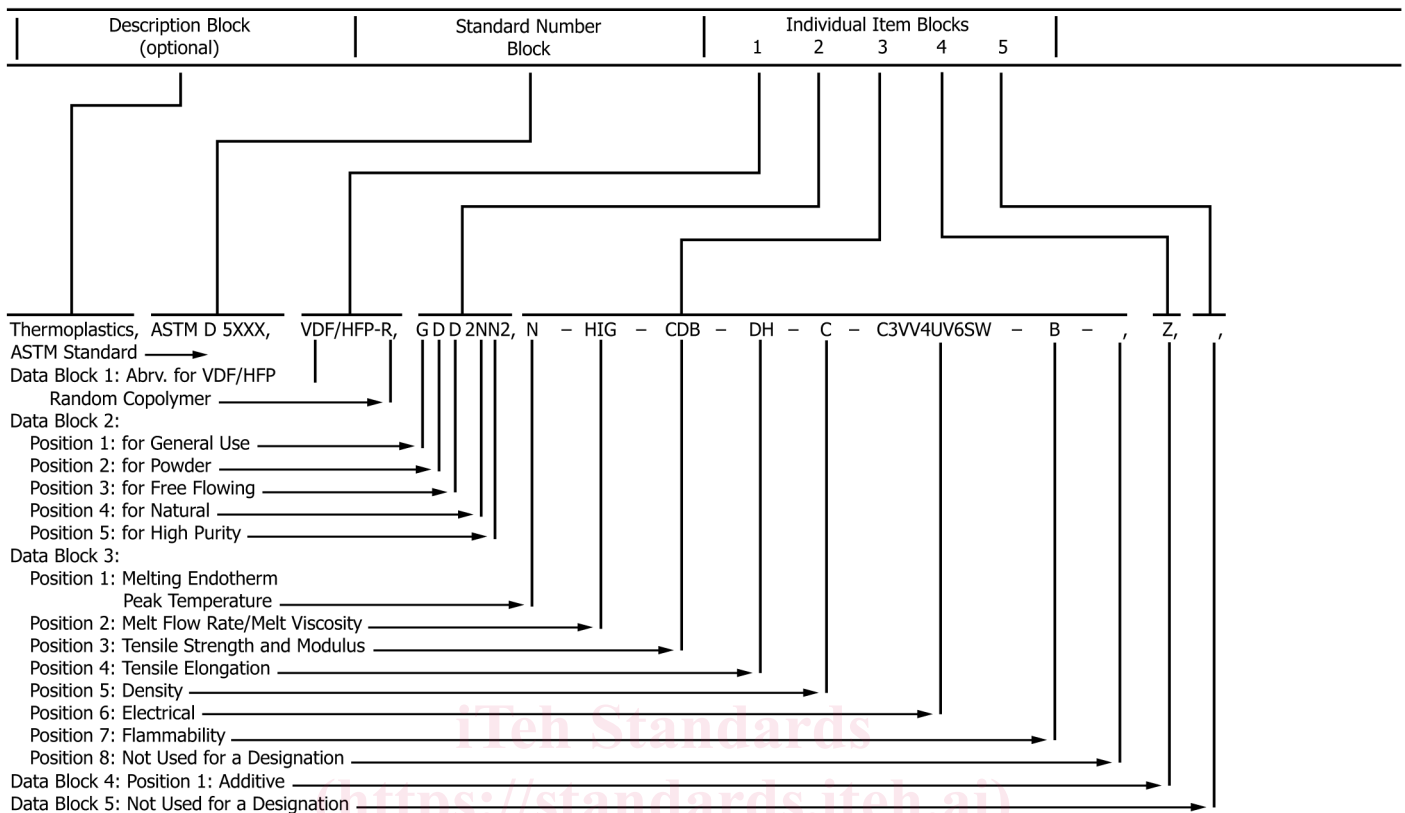 Description Block
(optional)
Standard Number
Block
Individual Item Blocks
1 2 3 4 5
Thermoplastics, ASTM D 5XXX, VDF/HFP-R, G D D 2NN2, N – HIG – CDB – DH – C – C3VV4UV6SW – B – , Z, ,
ASTM Standard
Data Block 1: Abrv. for VDF/HFP
Random Copolymer
Data Block 2:
Position 1: for General Use
Position 2: for Powder
Position 3: for Free Flowing
Position 4: for Natural
Position 5: for High Purity
Data Block 3:
Position 1: Melting Endotherm
Peak Temperature
Position 2: Melt Flow Rate/Melt Viscosity
Position 3: Tensile Strength and Modulus
Position 4: Tensile Elongation
Position 5: Density
Position 6: Electrical
Position 7: Flammability
Position 8: Not Used for a Designation
Data Block 4: Position 1: Additive
Data Block 5: Not Used for a Designation
iTeh Standards
(https://standards.iteh.ai)